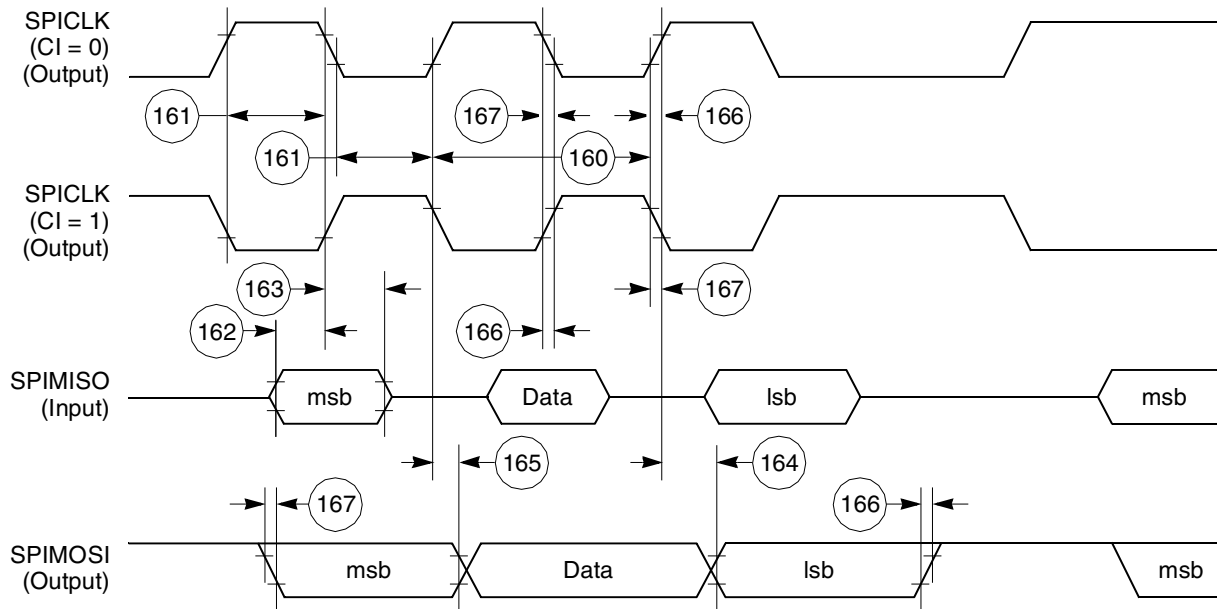 SPICLK
(CI = 0)
(Output)
161
167
166
161
160
SPICLK
(CI = 1)
(Output)
163
167
162
166
SPIMISO
(Input)
msb
Data
lsb
msb
165
164
167
166
SPIMOSI
(Output)
msb
Data
lsb
msb